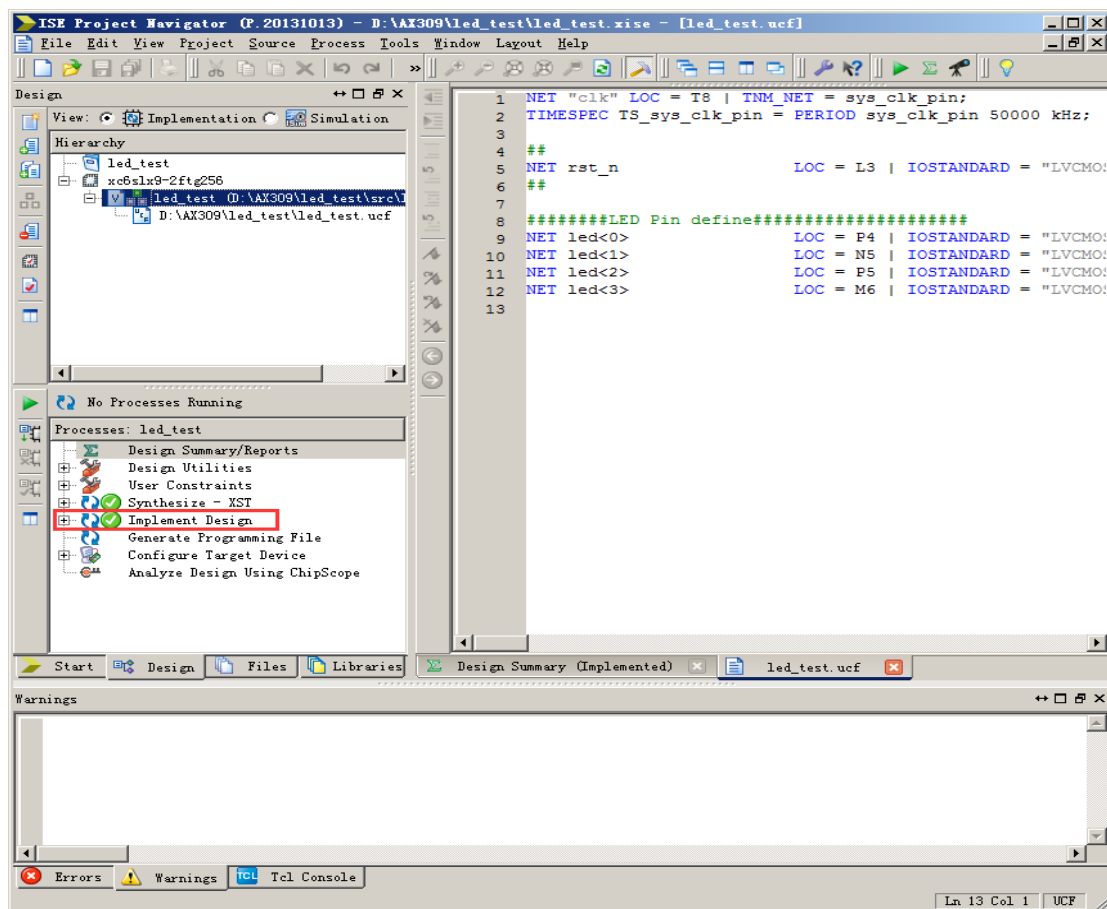 ISE Project Navigator (P.20131013) - D:\AX309\led_test\led_test.xise - [led_test.ucf]
File Edit View Project Source Process Tools Window Layout Help
»
Design
View: Implementation Simulation
Hierarchy
led_test
xc6slx9-2ftg256
led_test (D:\AX309\led_test\src\l
D:\AX309\led_test\led_test.ucf
No Processes Running
Processes: led_test
Design Summary/Reports
Design Utilities
User Constraints
Synthesize - XST
Implement Design
Generate Programming File
Configure Target Device
Analyze Design Using ChipScope
Start Design Files Libraries
1 NET "clk" LOC = T8 | TNM_NET = sys_clk_pin;
2 TIMESPEC TS_sys_clk_pin = PERIOD sys_clk_pin 50000 kHz;
3
4 ##
5 NET rst_n LOC = L3 | IOSTANDARD = "LVCMOS
6 ##
7
8 ########LED Pin define#####################
9 NET led<0> LOC = P4 | IOSTANDARD = "LVCMOS
10 NET led<1> LOC = N5 | IOSTANDARD = "LVCMOS
11 NET led<2> LOC = P5 | IOSTANDARD = "LVCMOS
12 NET led<3> LOC = M6 | IOSTANDARD = "LVCMOS
13
Design Summary (Implemented) led_test.ucf
Warnings
Errors Warnings TCL Tcl Console
Ln 13 Col 1 UCF